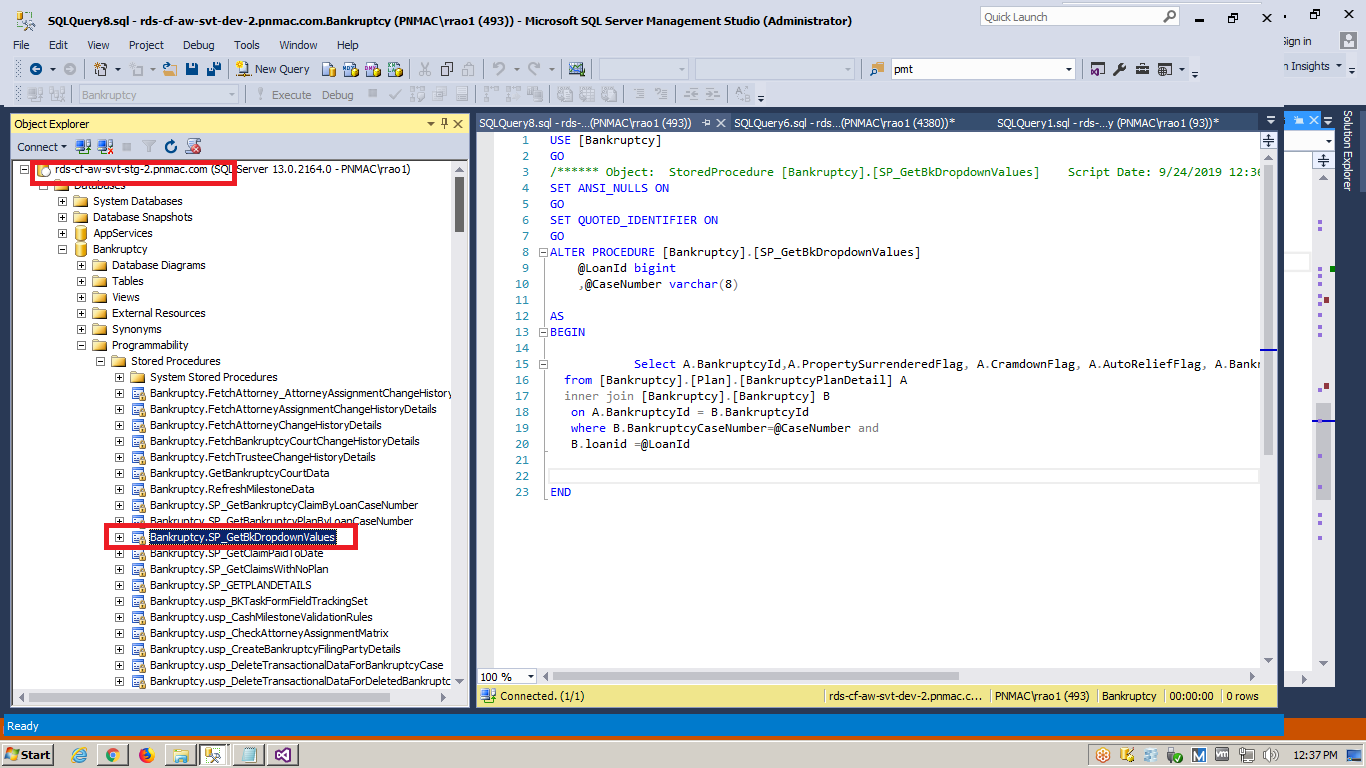 SQLQuery8.sql - rds-cf-aw-svt-dev-2.pnmac.com.Bankruptcy (PNMAC\rrao1 (493)) - Microsoft SQL Server Management Studio (Administrator)
Quick Launch
File Edit View Project Debug Tools Window Help
Sign in
New Query
pmt
n Insights
Bankruptcy
Execute Debug
Object Explorer
Connect
rds-cf-aw-svt-stg-2.pnmac.com (SQL Server 13.0.2164.0 - PNMAC\rrao1)
Databases
System Databases
Database Snapshots
AppServices
Bankruptcy
Database Diagrams
Tables
Views
External Resources
Synonyms
Programmability
Stored Procedures
System Stored Procedures
Bankruptcy.FetchAttorney_AttorneyAssignmentChangeHistory
Bankruptcy.FetchAttorneyAssignmentChangeHistoryDetails
Bankruptcy.FetchAttorneyChangeHistoryDetails
Bankruptcy.FetchBankruptcyCourtChangeHistoryDetails
Bankruptcy.FetchTrusteeChangeHistoryDetails
Bankruptcy.GetBankruptcyCourtData
Bankruptcy.RefreshMilestoneData
Bankruptcy.SP_GetBankruptcyClaimByLoanCaseNumber
Bankruptcy.SP_GetBankruptcyPlanByLoanCaseNumber
Bankruptcy.SP_GetBkDropdownValues
Bankruptcy.SP_GetClaimPaidToDate
Bankruptcy.SP_GetClaimsWithNoPlan
Bankruptcy.SP_GETPLANDETAILS
Bankruptcy.usp_BKTaskFormFieldTrackingSet
Bankruptcy.usp_CashMilestoneValidationRules
Bankruptcy.usp_CheckAttorneyAssignmentMatrix
Bankruptcy.usp_CreateBankruptcyFilingPartyDetails
Bankruptcy.usp_DeleteTransactionalDataForBankruptcyCase
Bankruptcy.usp_DeleteTransactionalDataForDeletedBankruptc
SQLQuery8.sql - rds-...(PNMAC\rrao1 (493)) SQLQuery6.sql - rds...(PNMAC\rrao1 (4380))* SQLQuery1.sql - rds-...y (PNMAC\rrao1 (93))*
1 USE [Bankruptcy]
2 GO
3 /****** Object: StoredProcedure [Bankruptcy].[SP_GetBkDropdownValues] Script Date: 9/24/2019 12:36
4 SET ANSI_NULLS ON
5 GO
6 SET QUOTED_IDENTIFIER ON
7 GO
8 ALTER PROCEDURE [Bankruptcy].[SP_GetBkDropdownValues]
9 @LoanId bigint
10 ,@CaseNumber varchar(8)
11
12 AS
13 BEGIN
14
15 Select A.BankruptcyId,A.PropertySurrenderedFlag, A.CramdownFlag, A.AutoReliefFlag, A.Bankr
16 from [Bankruptcy].[Plan].[BankruptcyPlanDetail] A
17 inner join [Bankruptcy].[Bankruptcy] B
18 on A.BankruptcyId = B.BankruptcyId
19 where B.BankruptcyCaseNumber=@CaseNumber and
20 B.loanid =@LoanId
21
22
23 END
100 %
Connected. (1/1)
rds-cf-aw-svt-dev-2.pnmac.c... PNMAC\rrao1 (493) Bankruptcy 00:00:00 0 rows
Solution Explorer
Ready
Start
12:37 PM